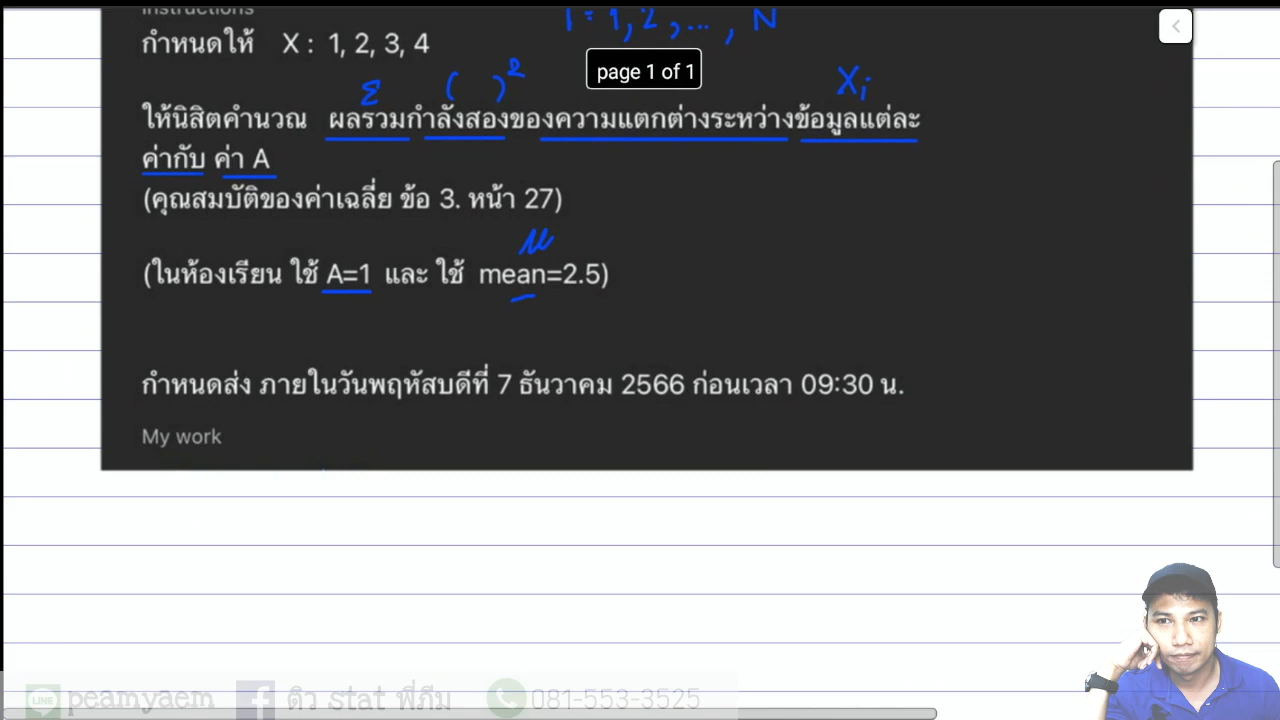 Instructions
i = 1, 2, ..., N
กำหนดให้ X : 1, 2, 3, 4
page 1 of 1
Σ ( )² Xi
ให้นิสิตคำนวณ ผลรวมกำลังสองของความแตกต่างระหว่างข้อมูลแต่ละ
ค่ากับ ค่า A
(คุณสมบัติของค่าเฉลี่ย ข้อ 3. หน้า 27)
μ
(ในห้องเรียน ใช้ A=1 และ ใช้ mean=2.5)
กำหนดส่ง ภายในวันพฤหัสบดีที่ 7 ธันวาคม 2566 ก่อนเวลา 09:30 น.
My work
LINE peamyaem f ติว stat พี่ภีม 081-553-3525